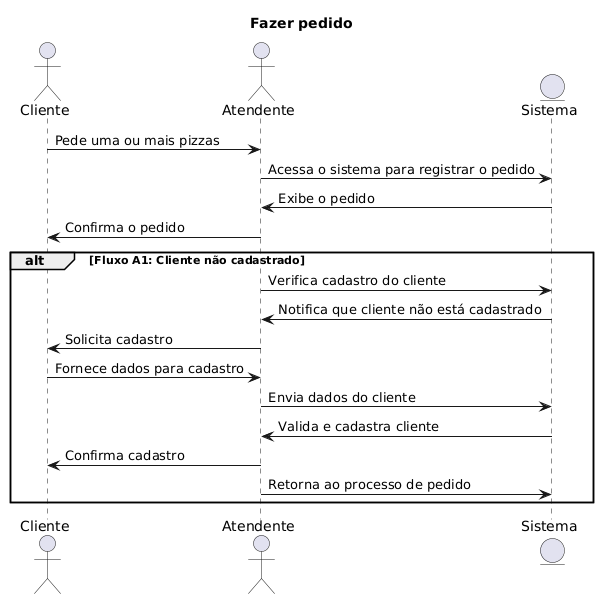 Fazer pedido
Cliente
Atendente
Sistema
Pede uma ou mais pizzas
Acessa o sistema para registrar o pedido
Exibe o pedido
Confirma o pedido
alt [Fluxo A1: Cliente não cadastrado]
Verifica cadastro do cliente
Notifica que cliente não está cadastrado
Solicita cadastro
Fornece dados para cadastro
Envia dados do cliente
Valida e cadastra cliente
Confirma cadastro
Retorna ao processo de pedido
Cliente
Atendente
Sistema